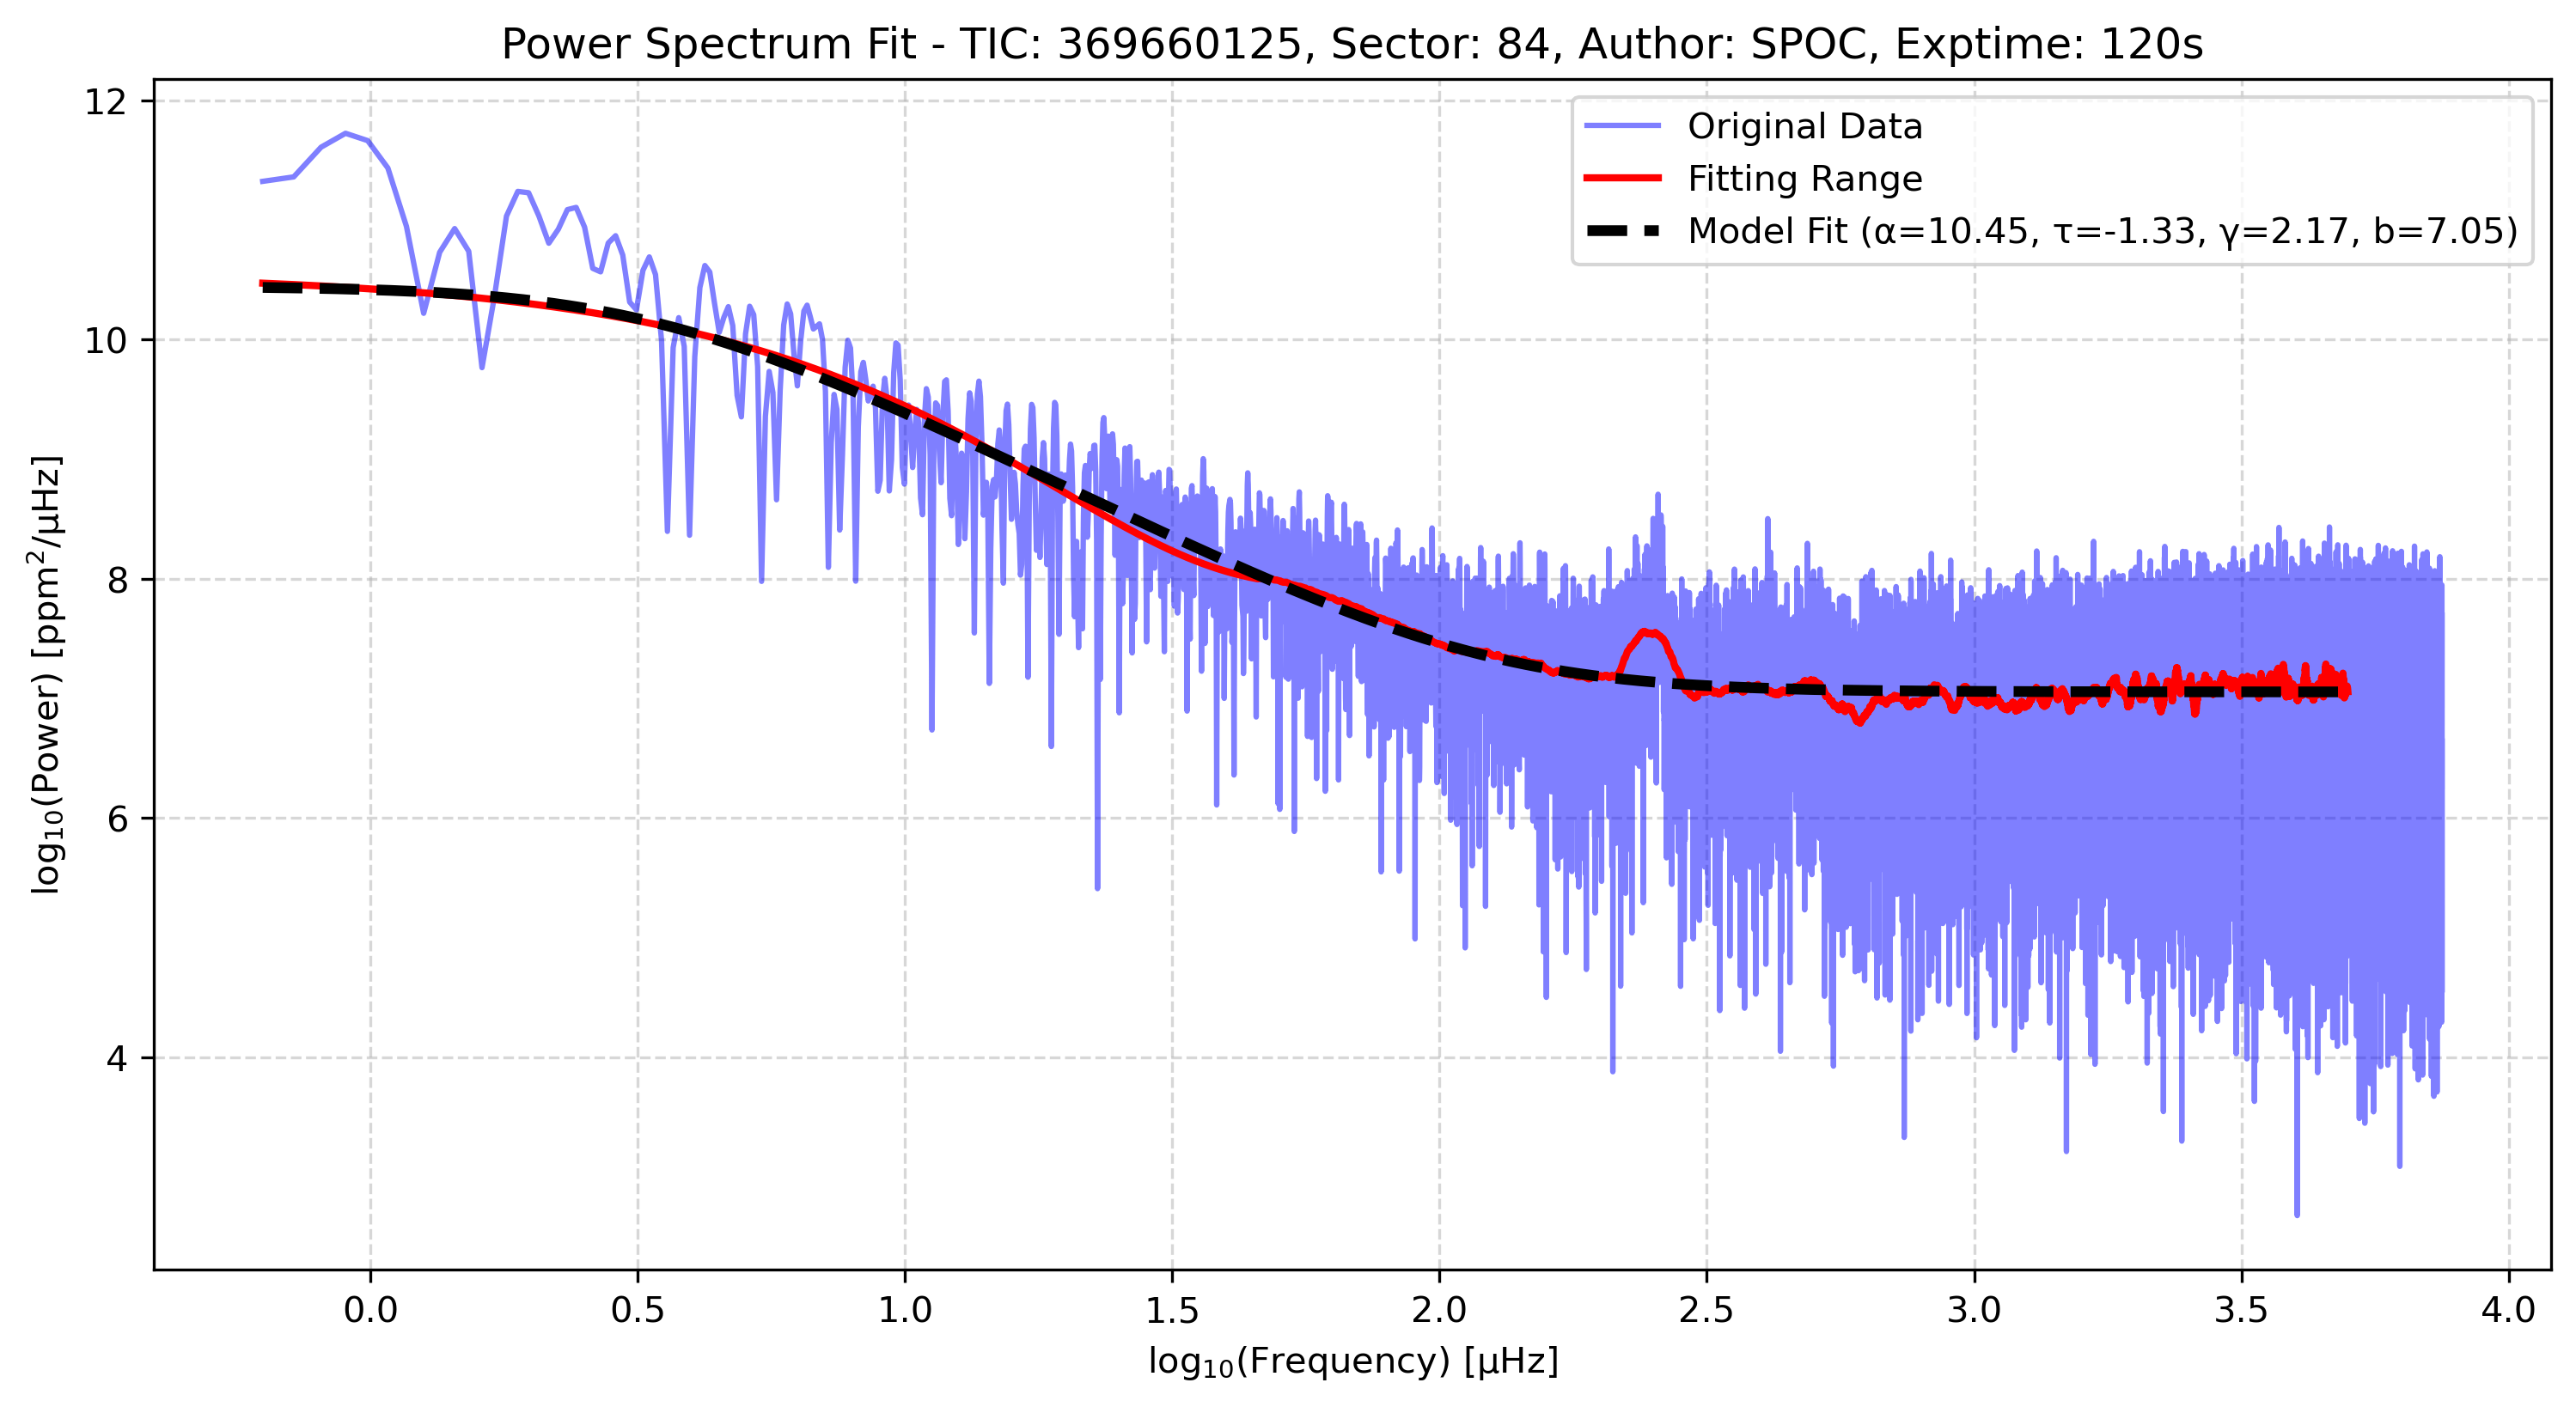 Power Spectrum Fit - TIC: 369660125, Sector: 84, Author: SPOC, Exptime: 120s
Original Data
Fitting Range
Model Fit (α=10.45, τ=-1.33, γ=2.17, b=7.05)
log₁₀(Power) [ppm²/μHz]
12
10
8
6
4
0.0 0.5 1.0 1.5 2.0 2.5 3.0 3.5 4.0
log₁₀(Frequency) [μHz]